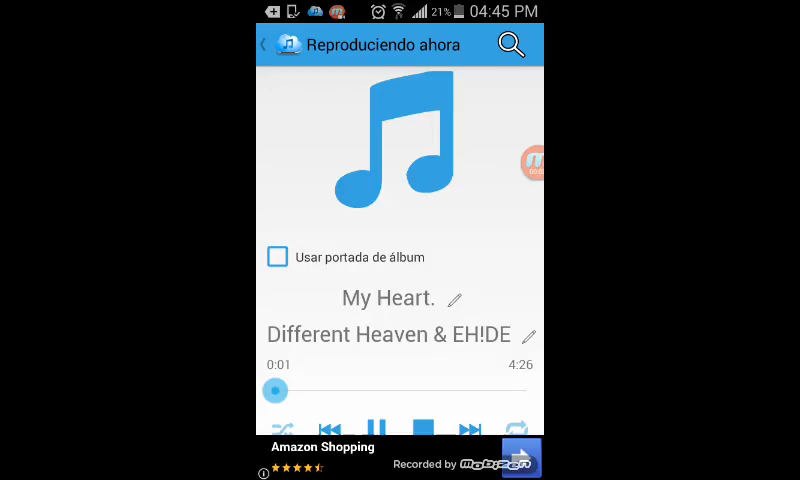 21% 04:45 PM
Reproduciendo ahora
Usar portada de álbum
My Heart.
Different Heaven & EH!DE
0:01 4:26
Amazon Shopping
Recorded by mobizen